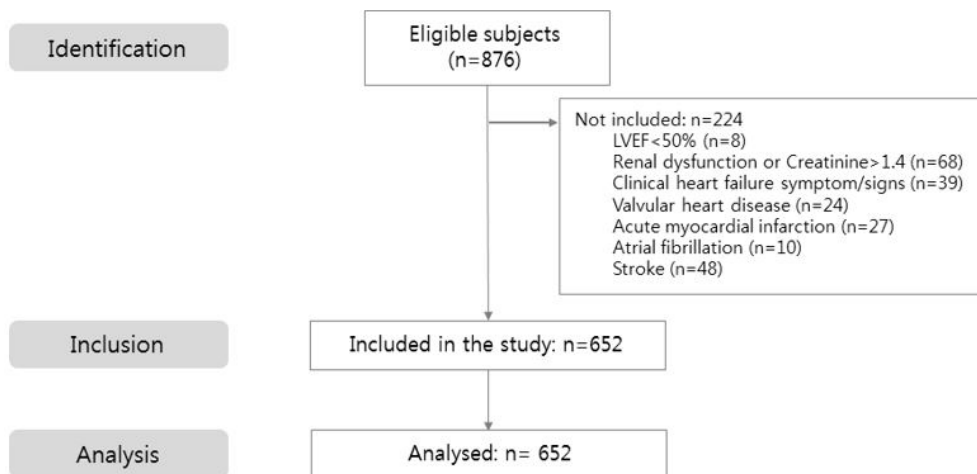 Identification
Eligible subjects
(n=876)
Not included: n=224
LVEF<50% (n=8)
Renal dysfunction or Creatinine>1.4 (n=68)
Clinical heart failure symptom/signs (n=39)
Valvular heart disease (n=24)
Acute myocardial infarction (n=27)
Atrial fibrillation (n=10)
Stroke (n=48)
Inclusion
Included in the study: n=652
Analysis
Analysed: n= 652